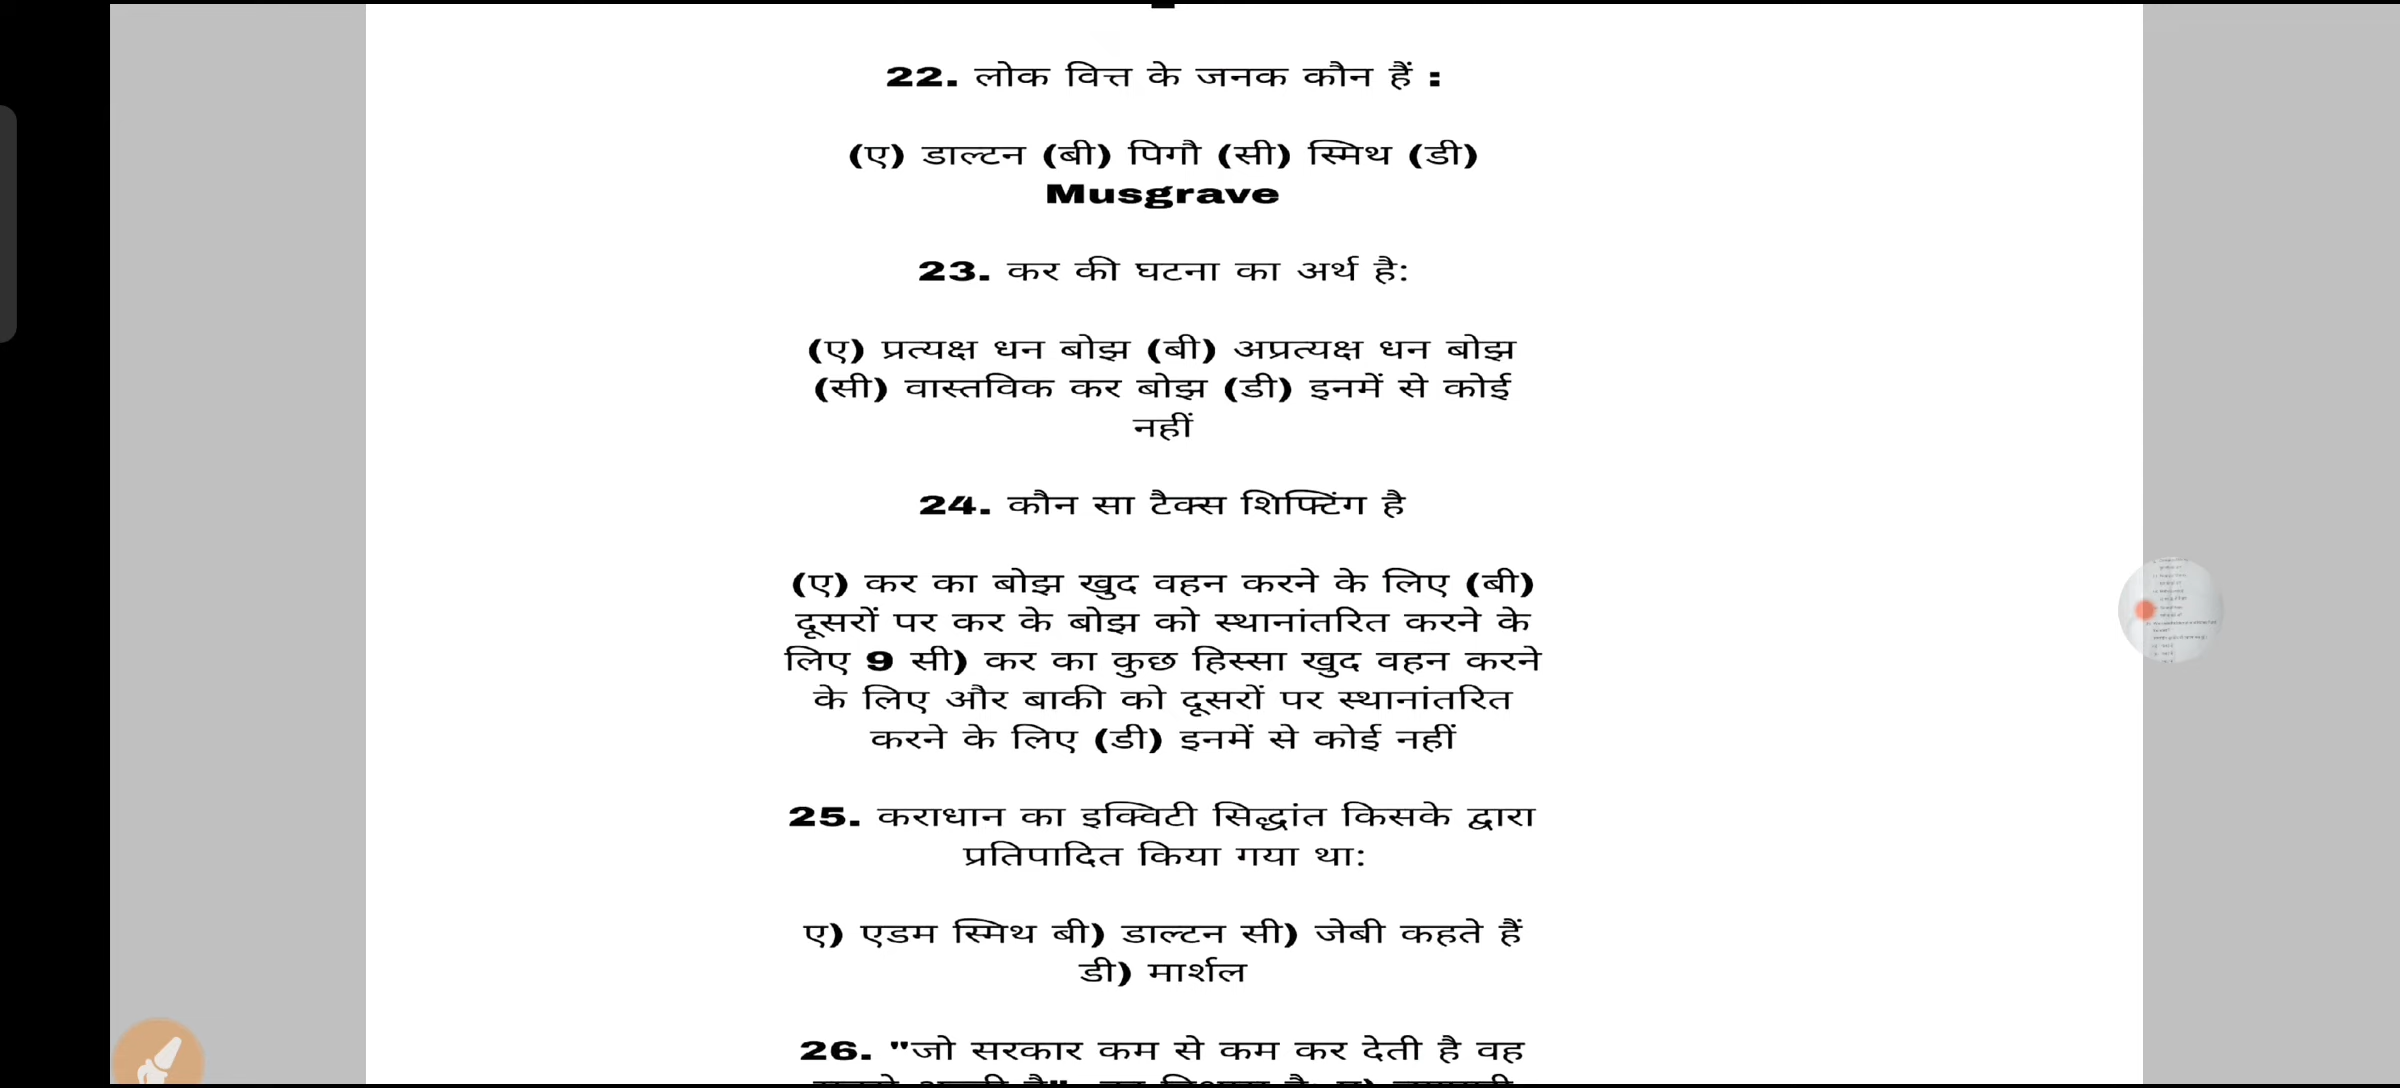 22. लोक वित्त के जनक कौन हैं :
(ए) डाल्टन (बी) पिगौ (सी) स्मिथ (डी)
Musgrave
23. कर की घटना का अर्थ है:
(ए) प्रत्यक्ष धन बोझ (बी) अप्रत्यक्ष धन बोझ
(सी) वास्तविक कर बोझ (डी) इनमें से कोई
नहीं
24. कौन सा टैक्स शिफ्टिंग है
(ए) कर का बोझ खुद वहन करने के लिए (बी)
दूसरों पर कर के बोझ को स्थानांतरित करने के
लिए 9 सी) कर का कुछ हिस्सा खुद वहन करने
के लिए और बाकी को दूसरों पर स्थानांतरित
करने के लिए (डी) इनमें से कोई नहीं
25. कराधान का इक्विटी सिद्धांत किसके द्वारा
प्रतिपादित किया गया था:
ए) एडम स्मिथ बी) डाल्टन सी) जेबी कहते हैं
डी) मार्शल
26. "जो सरकार कम से कम कर देती है वह